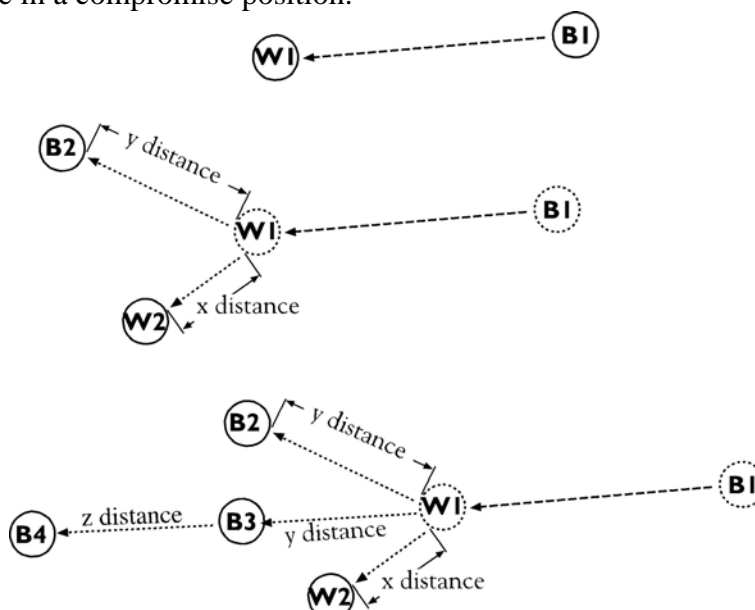 e in a compromise position.
W1 B1
B2 y distance
W1 B1
W2 x distance
B2 y distance
W1 B1
B4 z distance B3 y distance
W2 x distance